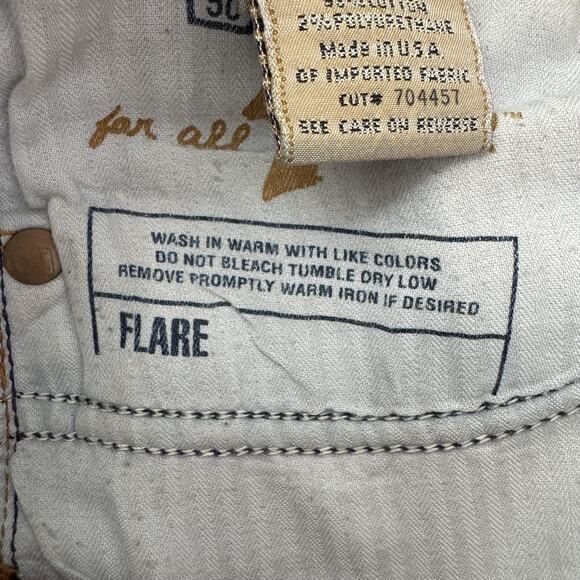 2% POLYURETHANE
Made in U.S.A.
OF IMPORTED FABRIC
CUT# 704457
SEE CARE ON REVERSE
for all
WASH IN WARM WITH LIKE COLORS
DO NOT BLEACH TUMBLE DRY LOW
REMOVE PROMPTLY WARM IRON IF DESIRED
FLARE